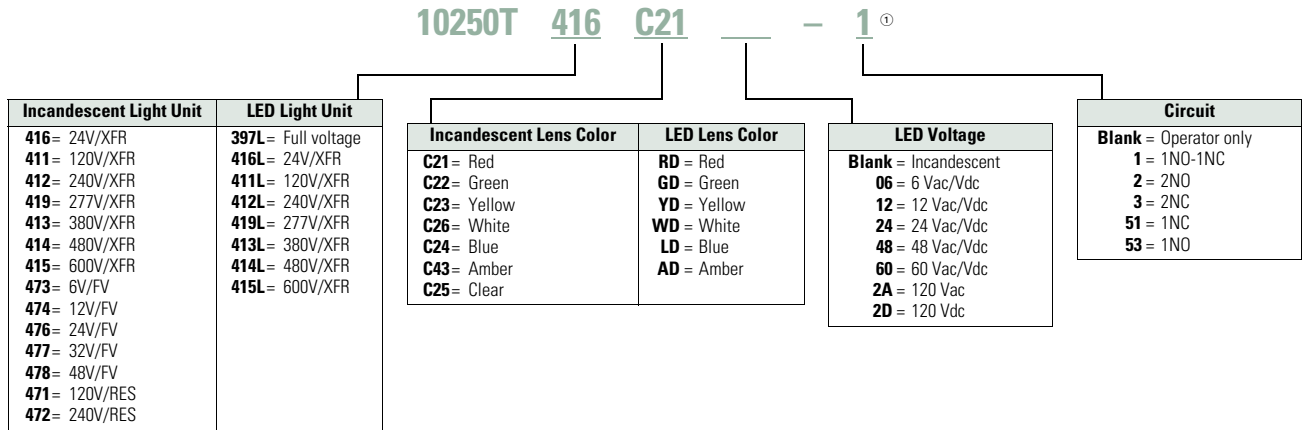 10250T 416 C21 ___ – 1 ①
Incandescent Light Unit
416 = 24V/XFR
411 = 120V/XFR
412 = 240V/XFR
419 = 277V/XFR
413 = 380V/XFR
414 = 480V/XFR
415 = 600V/XFR
473 = 6V/FV
474 = 12V/FV
476 = 24V/FV
477 = 32V/FV
478 = 48V/FV
471 = 120V/RES
472 = 240V/RES
LED Light Unit
397L = Full voltage
416L = 24V/XFR
411L = 120V/XFR
412L = 240V/XFR
419L = 277V/XFR
413L = 380V/XFR
414L = 480V/XFR
415L = 600V/XFR
Incandescent Lens Color
C21 = Red
C22 = Green
C23 = Yellow
C26 = White
C24 = Blue
C43 = Amber
C25 = Clear
LED Lens Color
RD = Red
GD = Green
YD = Yellow
WD = White
LD = Blue
AD = Amber
LED Voltage
Blank = Incandescent
06 = 6 Vac/Vdc
12 = 12 Vac/Vdc
24 = 24 Vac/Vdc
48 = 48 Vac/Vdc
60 = 60 Vac/Vdc
2A = 120 Vac
2D = 120 Vdc
Circuit
Blank = Operator only
1 = 1NO-1NC
2 = 2NO
3 = 2NC
51 = 1NC
53 = 1NO